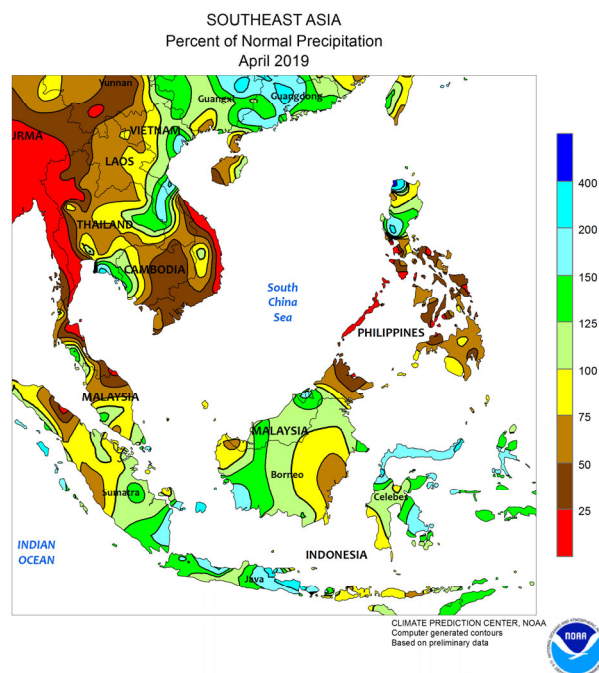 SOUTHEAST ASIA
Percent of Normal Precipitation
April 2019
Yunnan
Guangxi
Guangdong
URMA
VIETNAM
LAOS
THAILAND
CAMBODIA
South
China
Sea
PHILIPPINES
MALAYSIA
MALAYSIA
Borneo
Sumatra
Celebes
INDIAN
OCEAN
INDONESIA
Java
400
200
125
100
75
50
25
CLIMATE PREDICTION CENTER, NOAA
Computer generated contours
Based on preliminary data
NOAA